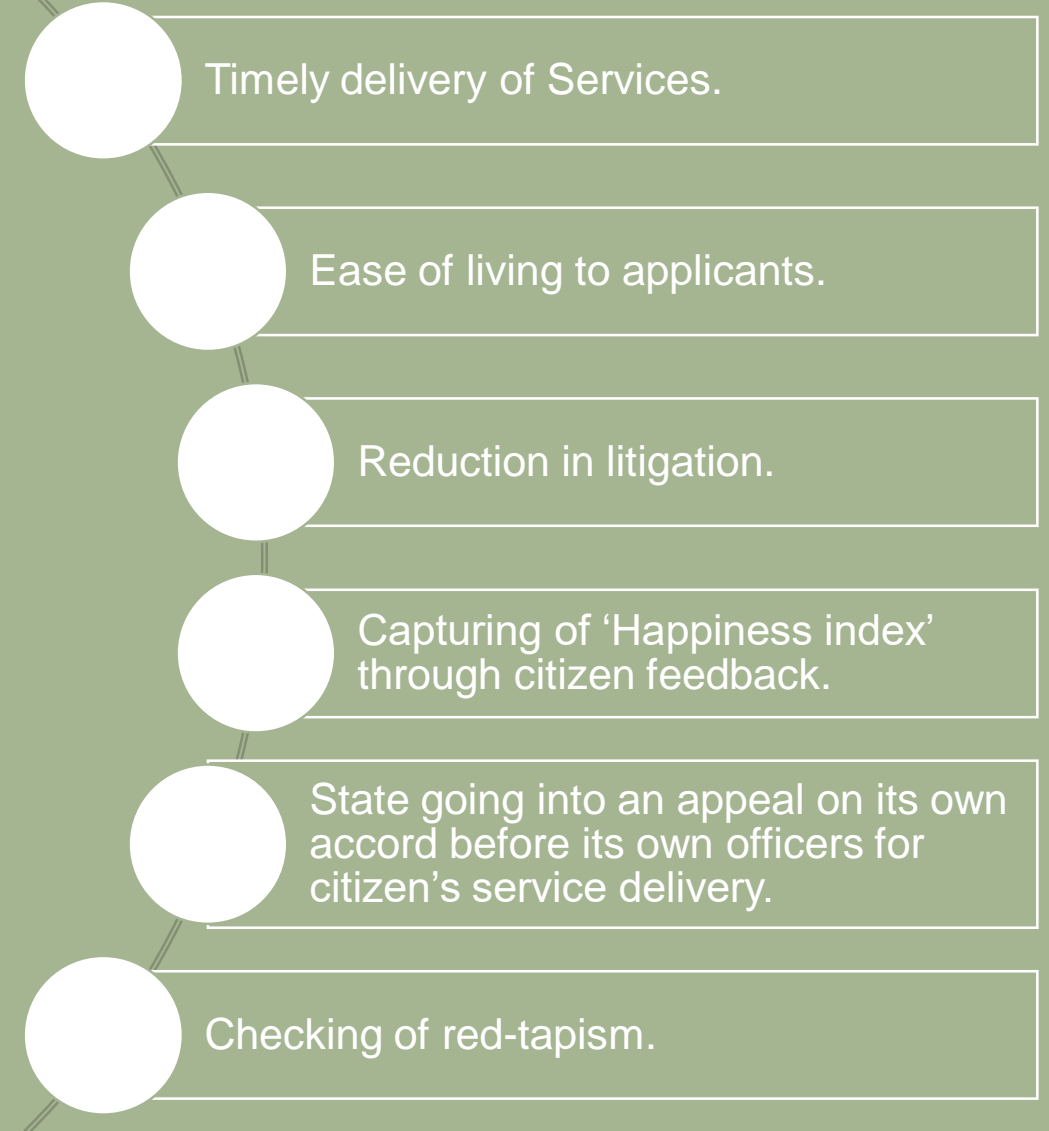 Timely delivery of Services.
Ease of living to applicants.
Reduction in litigation.
Capturing of ‘Happiness index’
through citizen feedback.
State going into an appeal on its own
accord before its own officers for
citizen’s service delivery.
Checking of red-tapism.